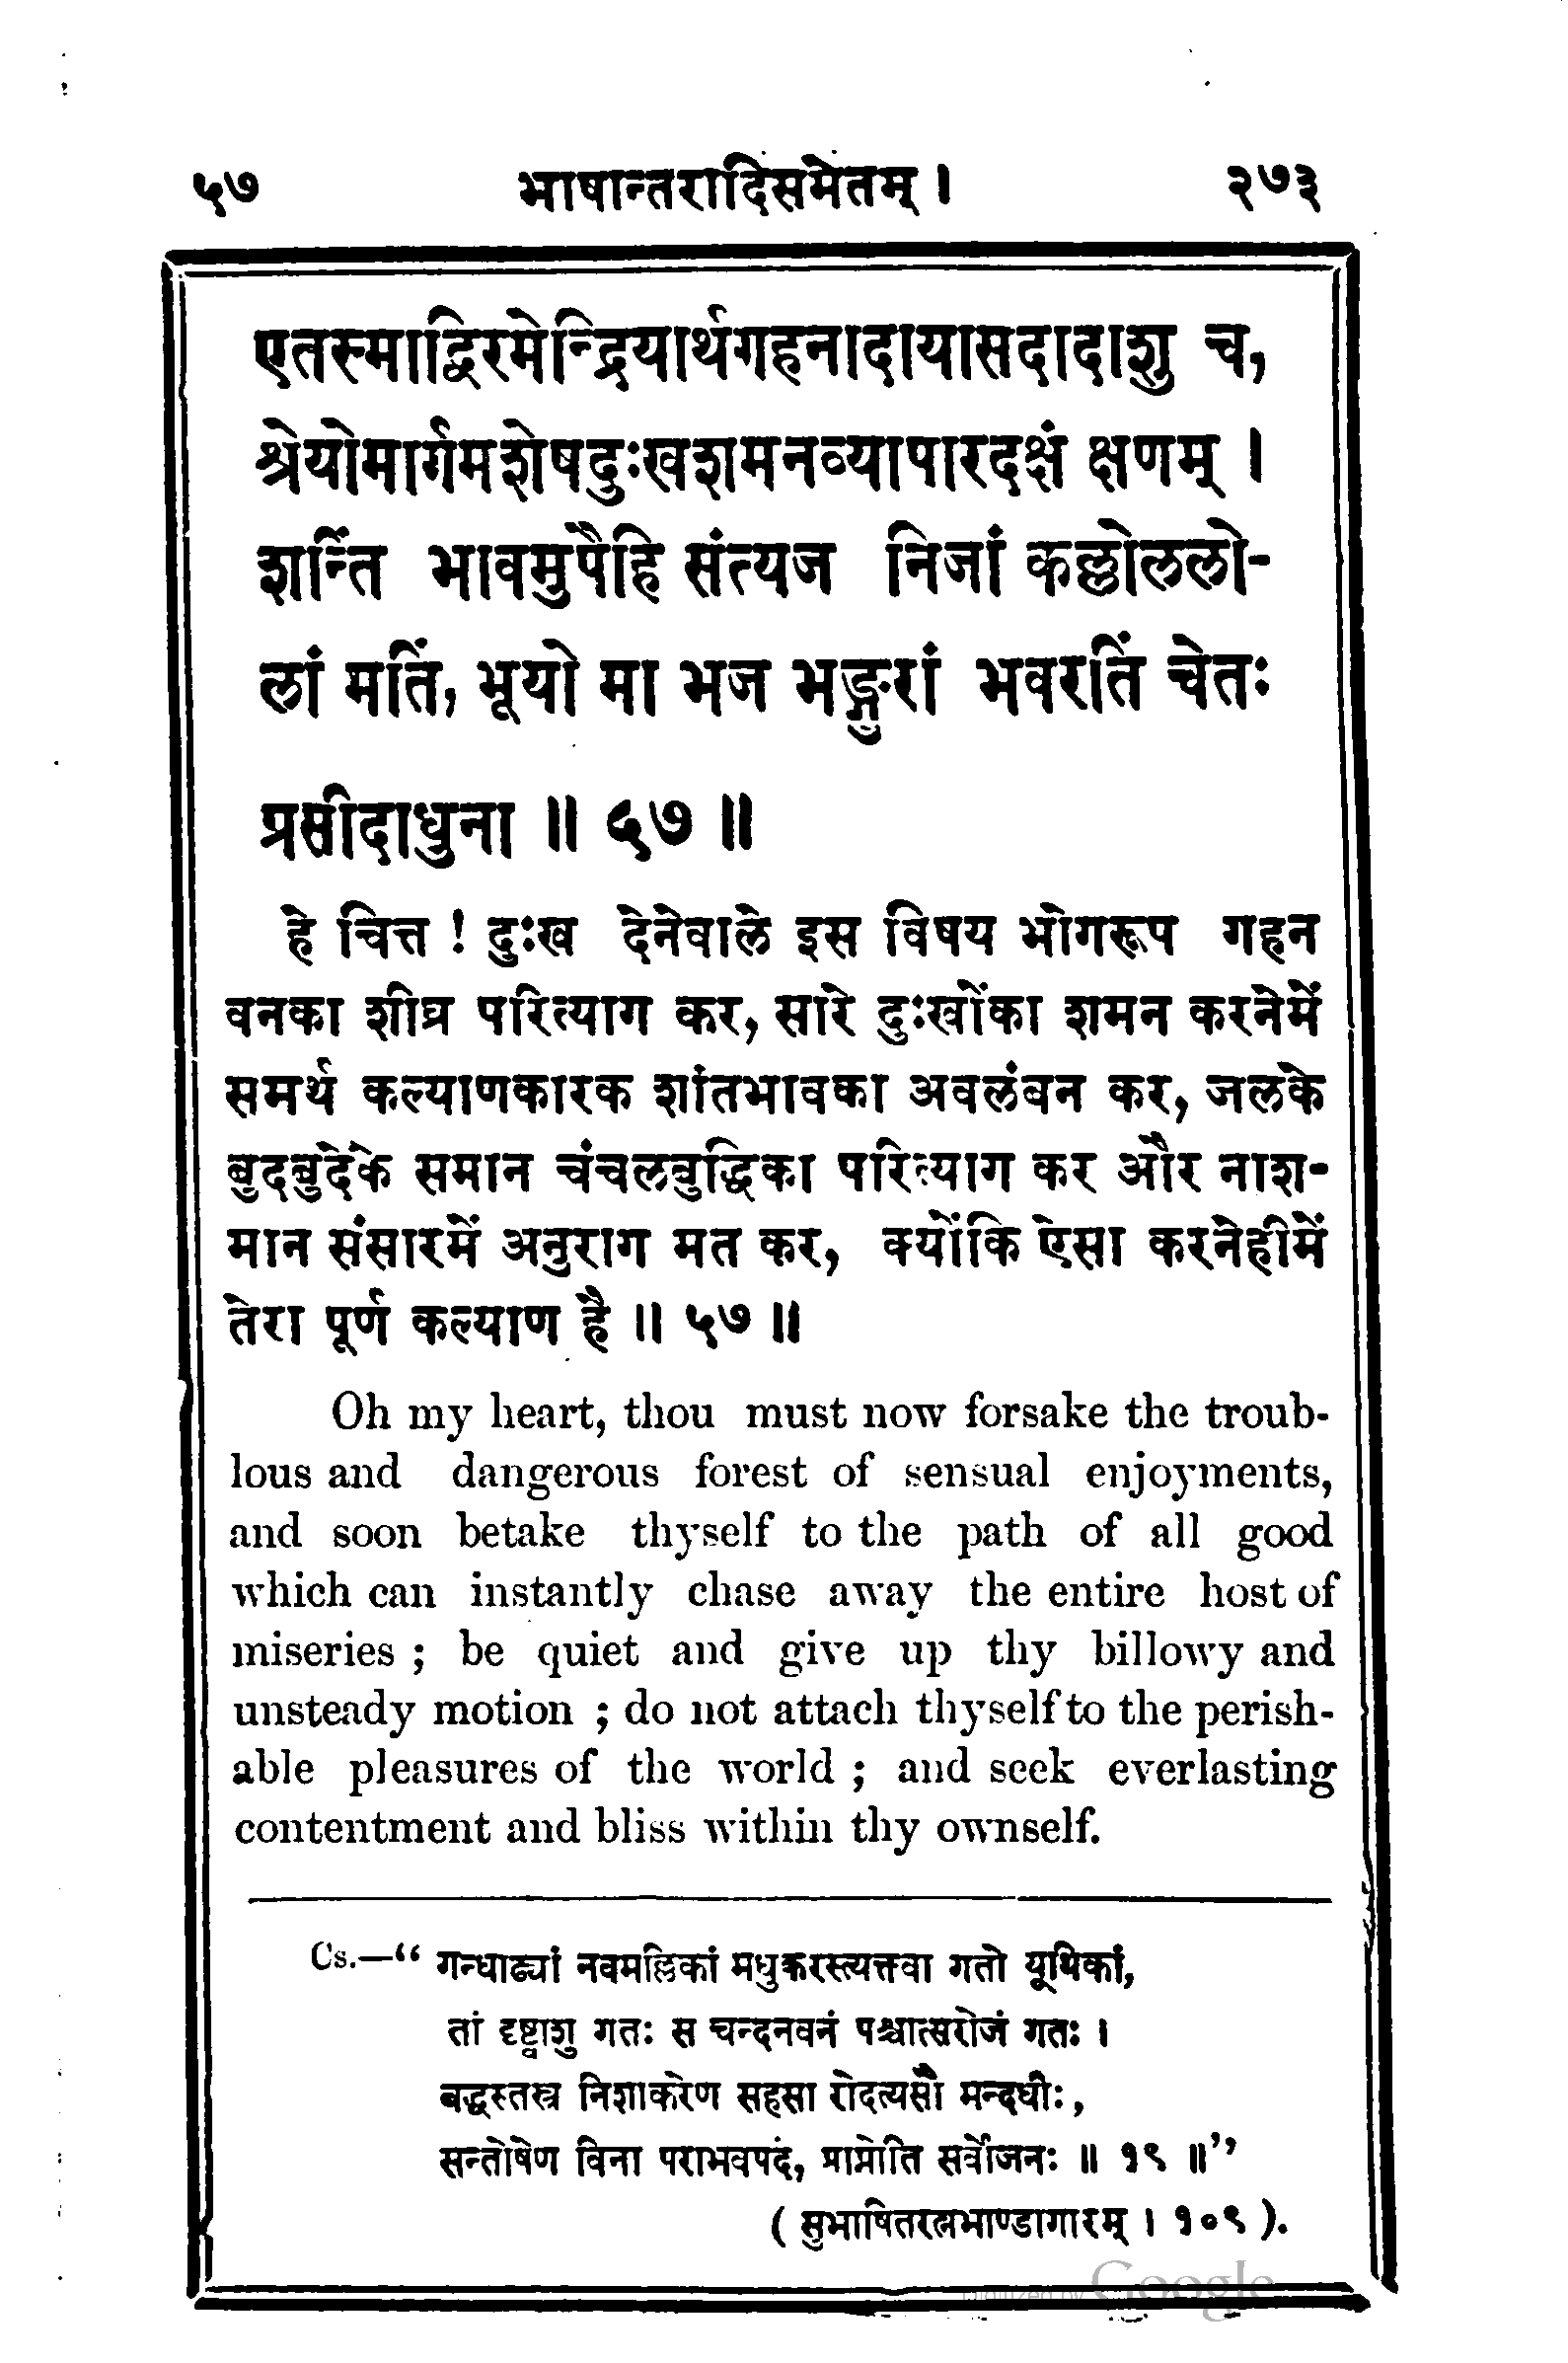 ५७ भाषान्तरादिसमेतम् । २७३
एतस्माद्विरमेन्द्रियार्थगहनादायासदादाशु च,
श्रेयोमार्गमशेषदुःखशमनव्यापारदक्षं क्षणम् ।
शान्तिं भावमुपैहि संत्यज निजां कल्लोललो-
लां मतिं, भूयो मा भज भङ्गुरां भवरतिं चेतः
प्रसीदाधुना ॥ ५७ ॥
हे चित्त ! दुःख देनेवाले इस विषय भोगरूप गहन
वनका शीघ्र परित्याग कर, सारे दुःखोंका शमन करनेमें
समर्थ कल्याणकारक शांतभावका अवलंबन कर, जलके
बुदबुदेके समान चंचलबुद्धिका परित्याग कर और नाश-
मान संसारमें अनुराग मत कर, क्योंकि ऐसा करनेहीमें
तेरा पूर्ण कल्याण है ॥ ५७ ॥
Oh my heart, thou must now forsake the troub-
lous and dangerous forest of sensual enjoyments,
and soon betake thyself to the path of all good
which can instantly chase away the entire host of
miseries ; be quiet and give up thy billowy and
unsteady motion ; do not attach thyself to the perish-
able pleasures of the world ; and seek everlasting
contentment and bliss within thy ownself.
Cs.—“ गन्धाढ्यां नवमल्लिकां मधुकरस्त्यक्तवा गतो यूथिकां,
तां दृष्ट्वाशु गतः स चन्दनवनं पश्चात्सरोजं गतः ।
बद्धस्तत्र निशाकरेण सहसा रोदत्यसौ मन्दधीः,
सन्तोषेण विना पराभवपदं, प्राप्नोति सर्वोजनः ॥ १९ ॥”
( सुभाषितरत्नभाण्डागारम् । १०९ ).
Digitized by Google